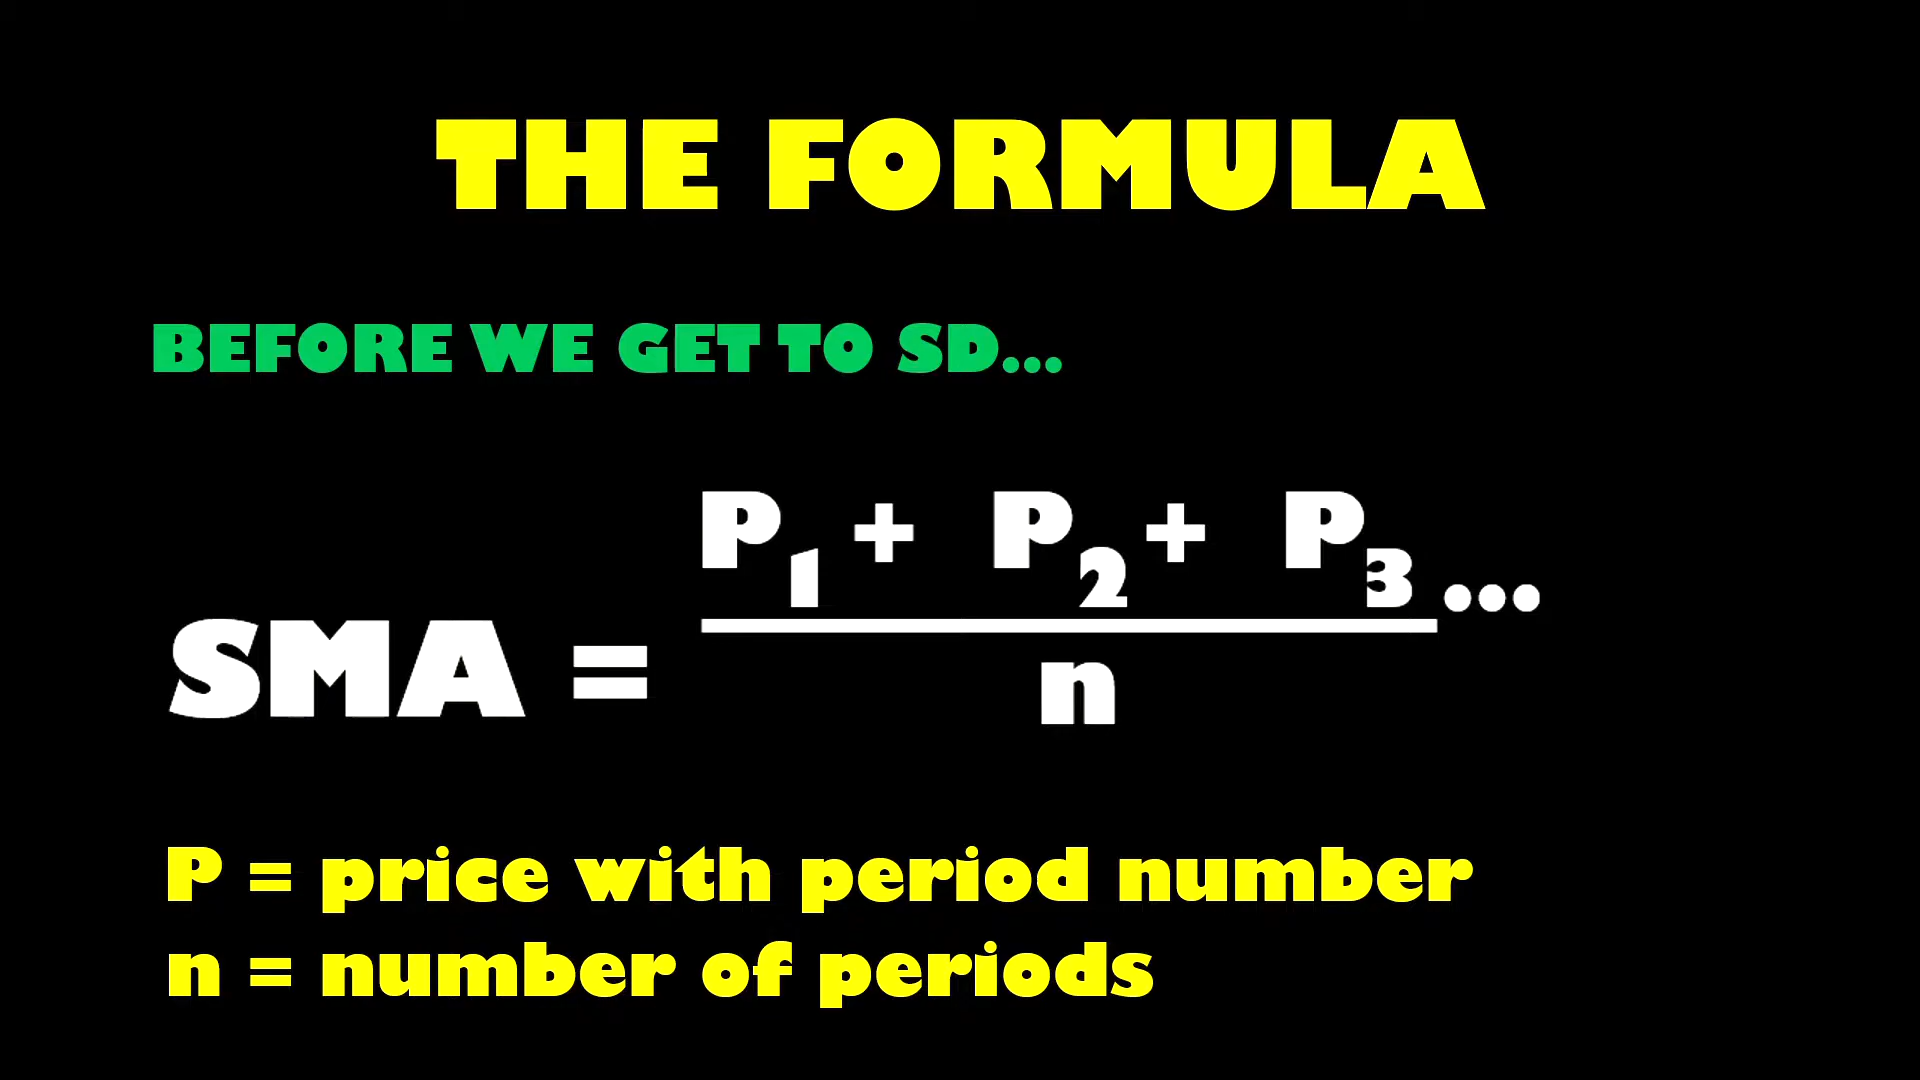 THE FORMULA
BEFORE WE GET TO SD...
P₁ + P₂ + P₃ ...
SMA =
n
P = price with period number
n = number of periods